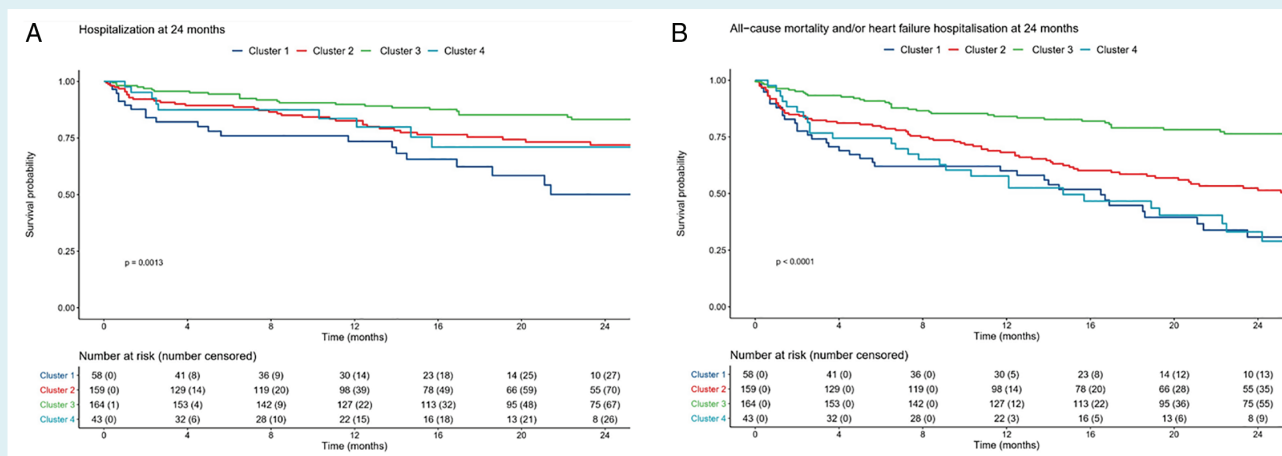 A
Hospitalization at 24 months
Cluster 1 Cluster 2 Cluster 3 Cluster 4
Survival probability
1.00
0.75
0.50
0.25
0.00
p = 0.0013
0 4 8 12 16 20 24
Time (months)
Number at risk (number censored)
Cluster 1 58 (0) 41 (8) 36 (9) 30 (14) 23 (18) 14 (25) 10 (27)
Cluster 2 159 (0) 129 (14) 119 (20) 98 (39) 78 (49) 66 (59) 55 (70)
Cluster 3 164 (1) 153 (4) 142 (9) 127 (22) 113 (32) 95 (48) 75 (67)
Cluster 4 43 (0) 32 (6) 28 (10) 22 (15) 16 (18) 13 (21) 8 (26)
0 4 8 12 16 20 24
Time (months)
B
All-cause mortality and/or heart failure hospitalisation at 24 months
Cluster 1 Cluster 2 Cluster 3 Cluster 4
Survival probability
1.00
0.75
0.50
0.25
0.00
p < 0.0001
0 4 8 12 16 20 24
Time (months)
Number at risk (number censored)
Cluster 1 58 (0) 41 (0) 36 (0) 30 (5) 23 (8) 14 (12) 10 (13)
Cluster 2 159 (0) 129 (0) 119 (0) 98 (14) 78 (20) 66 (28) 55 (35)
Cluster 3 164 (0) 153 (0) 142 (0) 127 (12) 113 (22) 95 (36) 75 (55)
Cluster 4 43 (0) 32 (0) 28 (0) 22 (3) 16 (5) 13 (6) 8 (9)
0 4 8 12 16 20 24
Time (months)